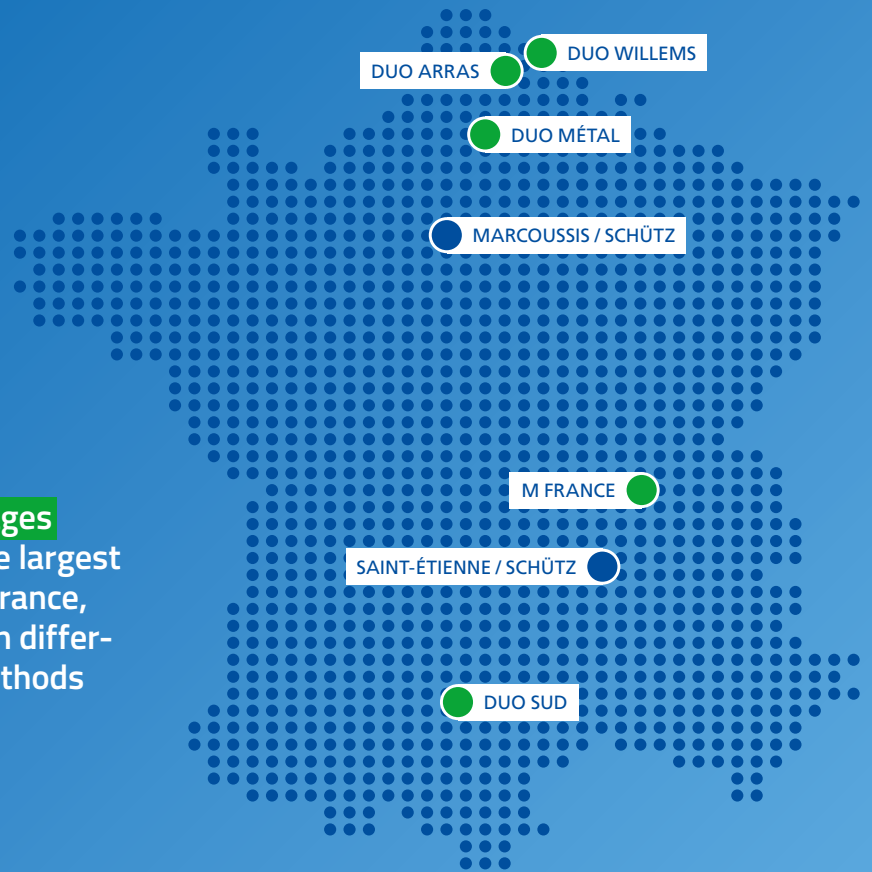 DUO WILLEMS
DUO ARRAS
DUO MÉTAL
MARCOUSSIS / SCHÜTZ
M FRANCE
ges
e largest
rance,
n differ-
thods
SAINT-ÉTIENNE / SCHÜTZ
DUO SUD